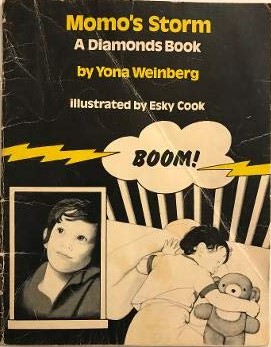 Momo's Storm
A Diamonds Book
by Yona Weinberg
illustrated by Esky Cook
BOOM!